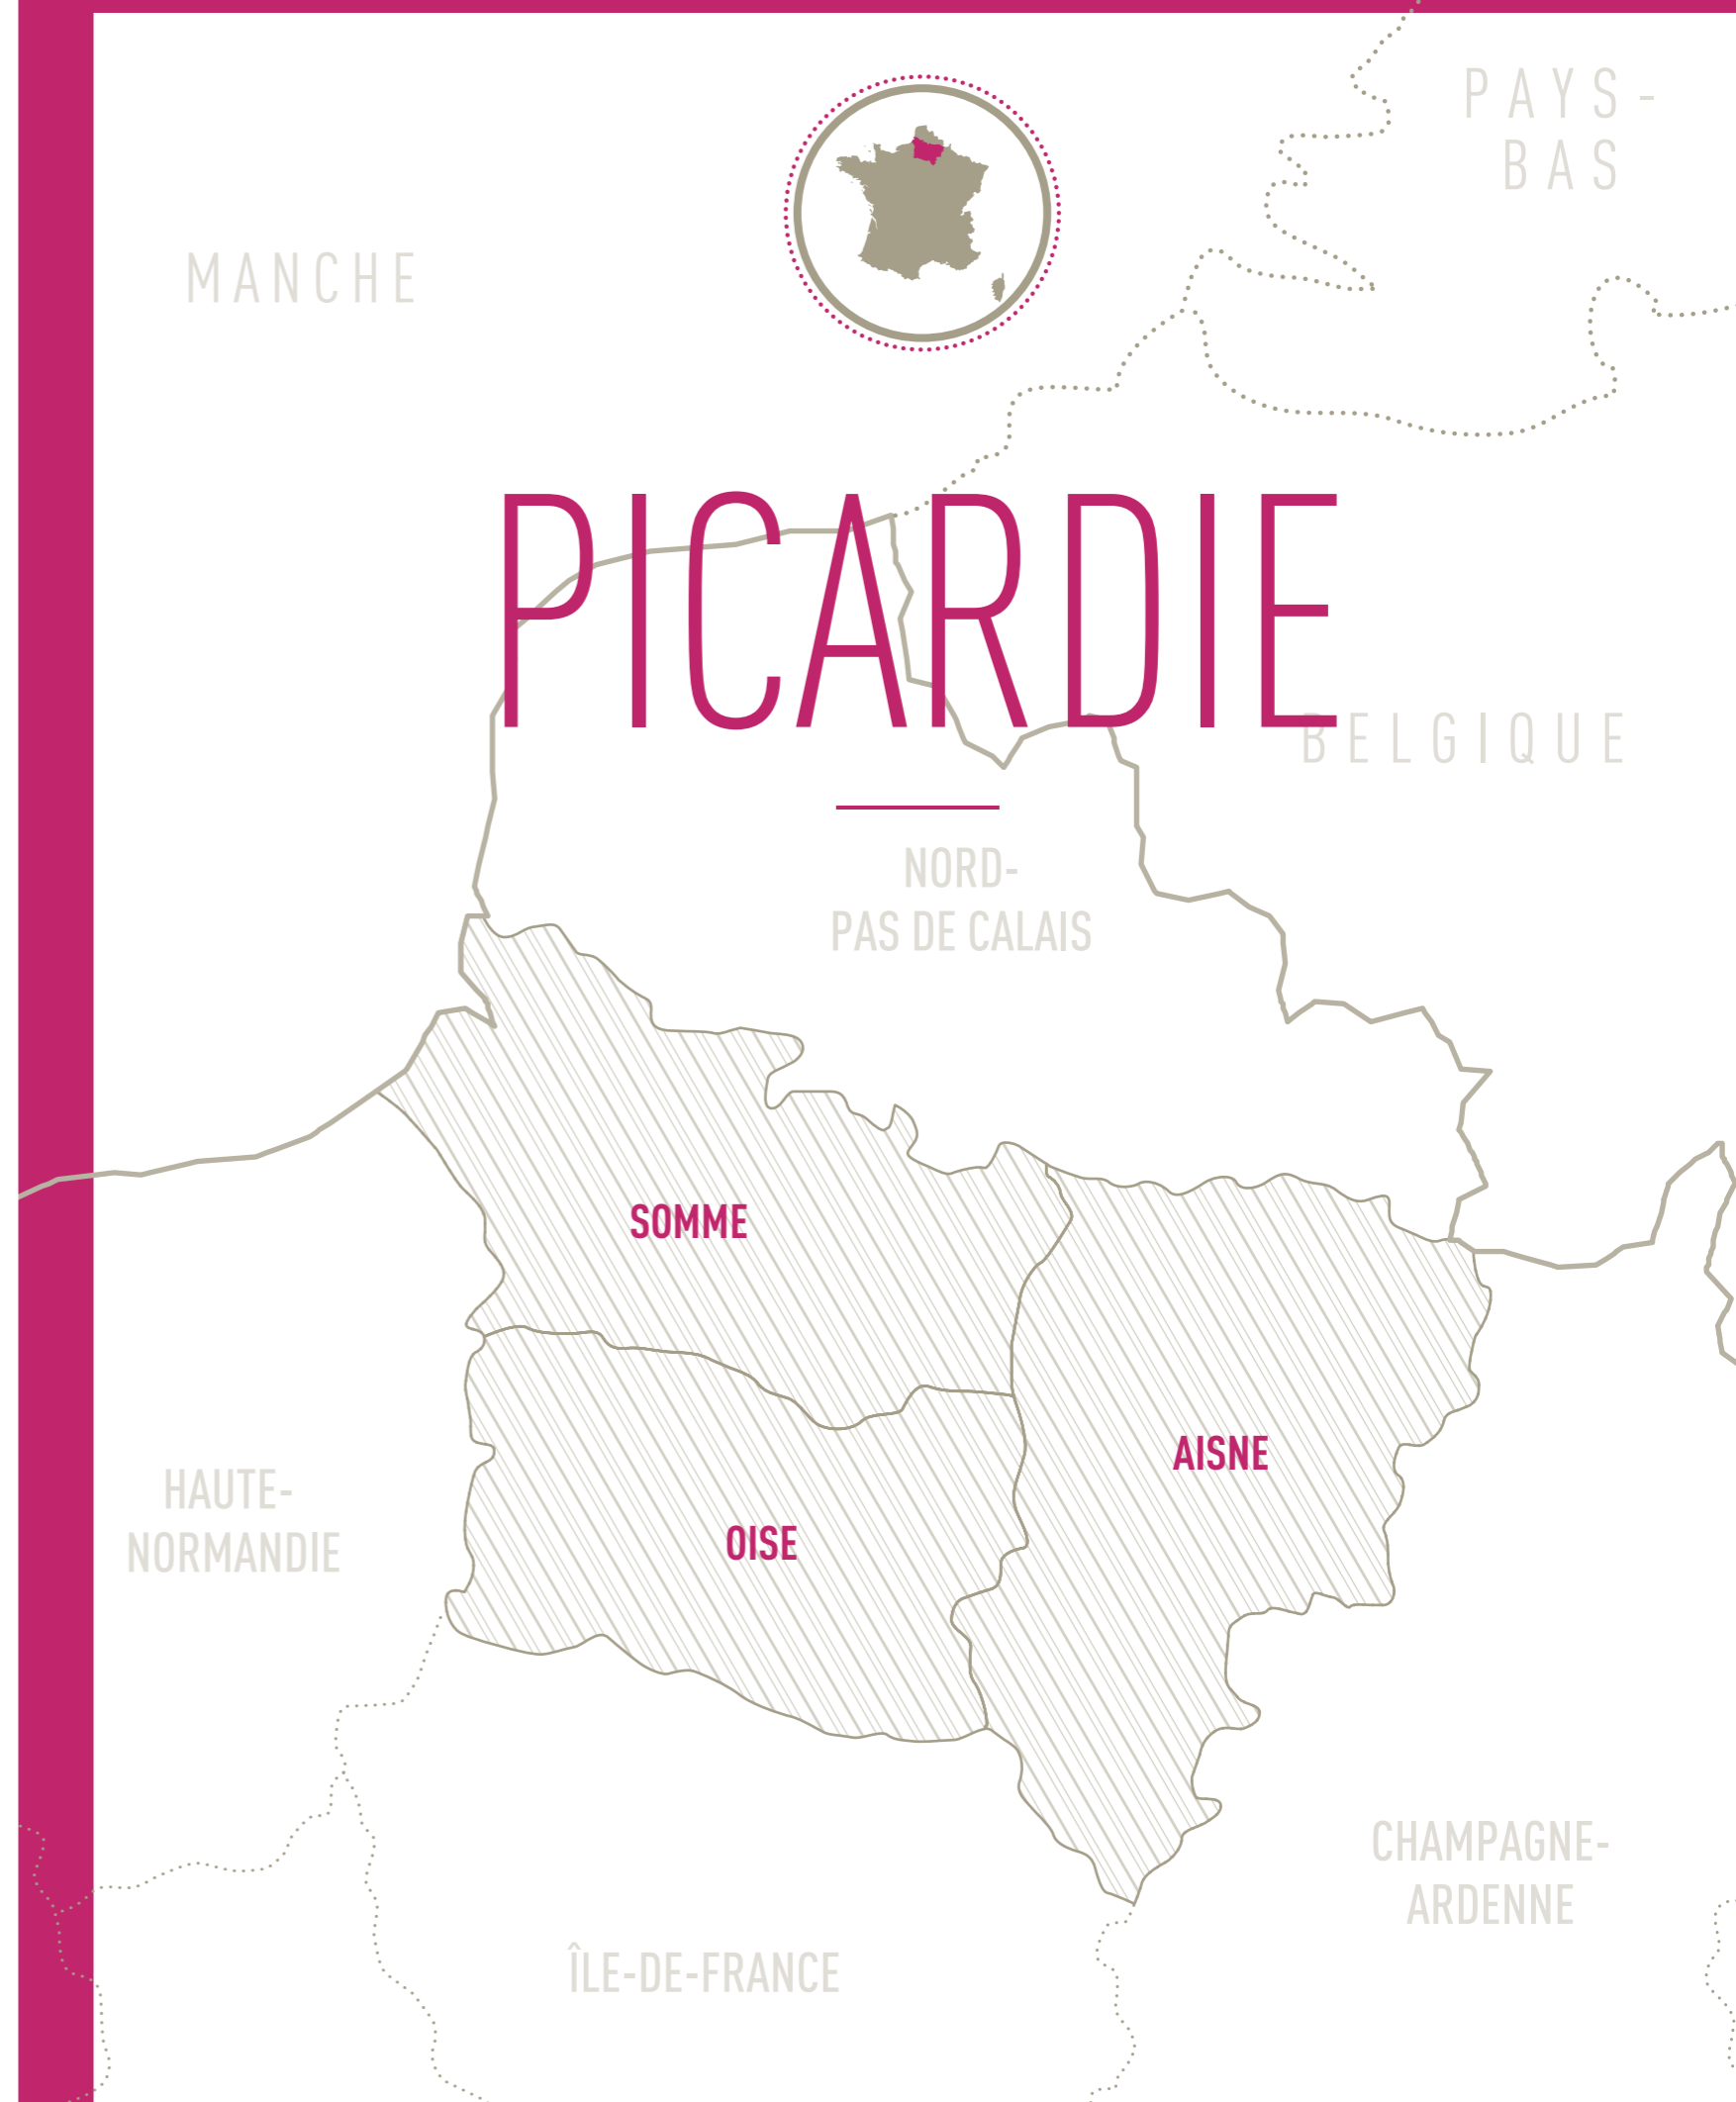 PAYS-
BAS
MANCHE
PICARDIE
BELGIQUE
NORD-
PAS DE CALAIS
SOMME
AISNE
HAUTE-
NORMANDIE
OISE
CHAMPAGNE-
ARDENNE
ÎLE-DE-FRANCE